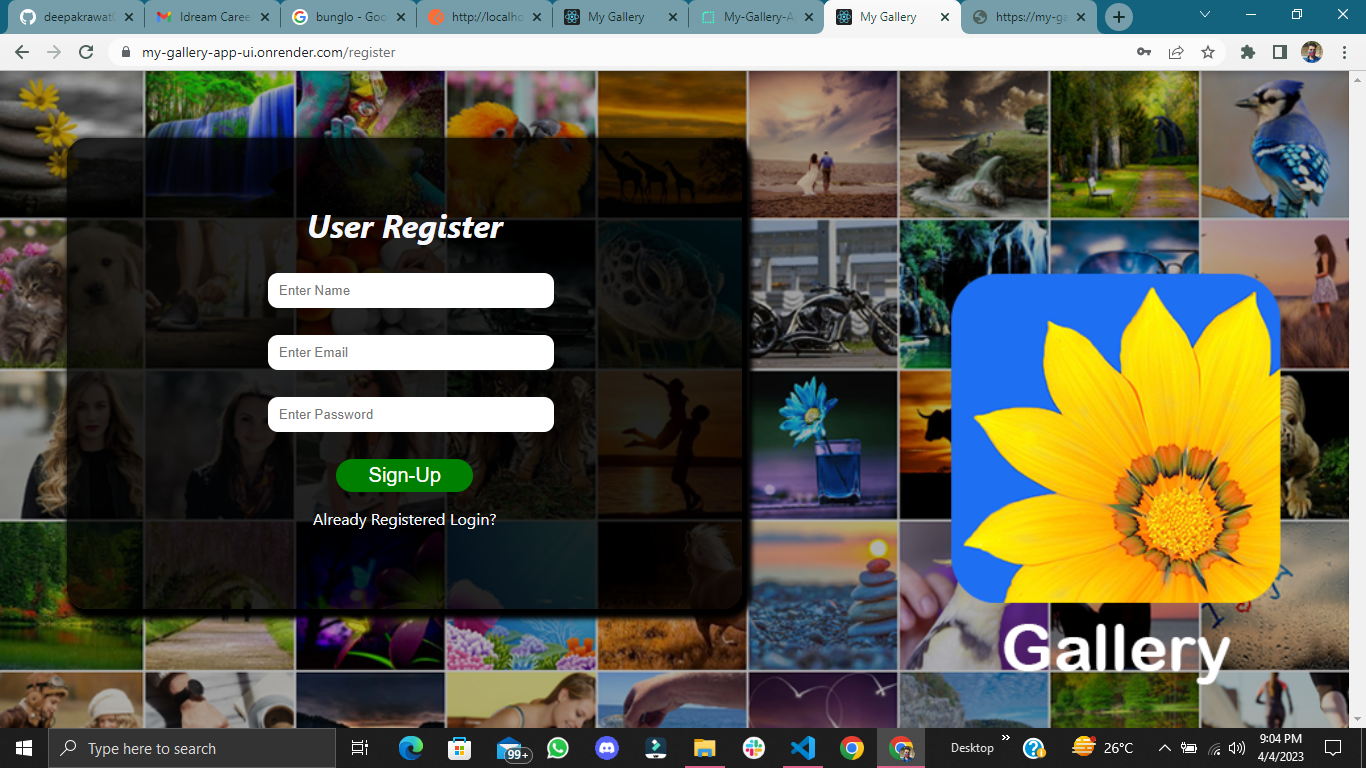 deepakrawat
Idream Caree
bunglo - Goo
http://localho
My Gallery
My-Gallery-A
My Gallery
https://my-ga
my-gallery-app-ui.onrender.com/register
User Register
Enter Name
Enter Email
Enter Password
Sign-Up
Already Registered Login?
Gallery
Type here to search
99+
Desktop
»
26°C
9:04 PM
4/4/2023